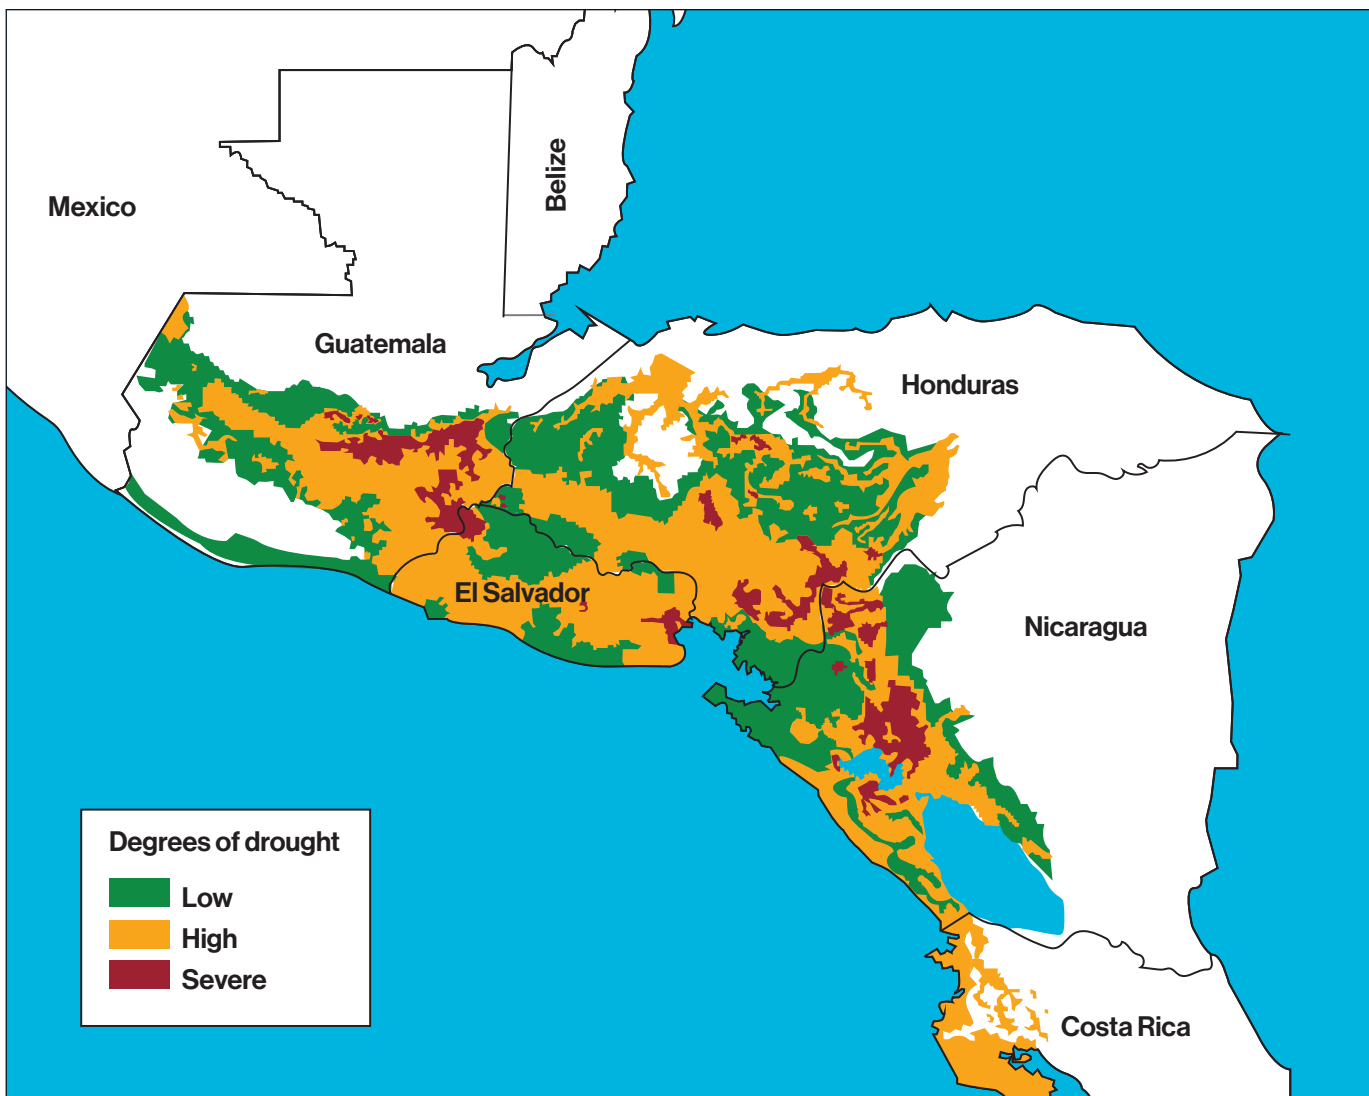 Mexico
Belize
Guatemala
Honduras
El Salvador
Nicaragua
Costa Rica
Degrees of drought
Low
High
Severe